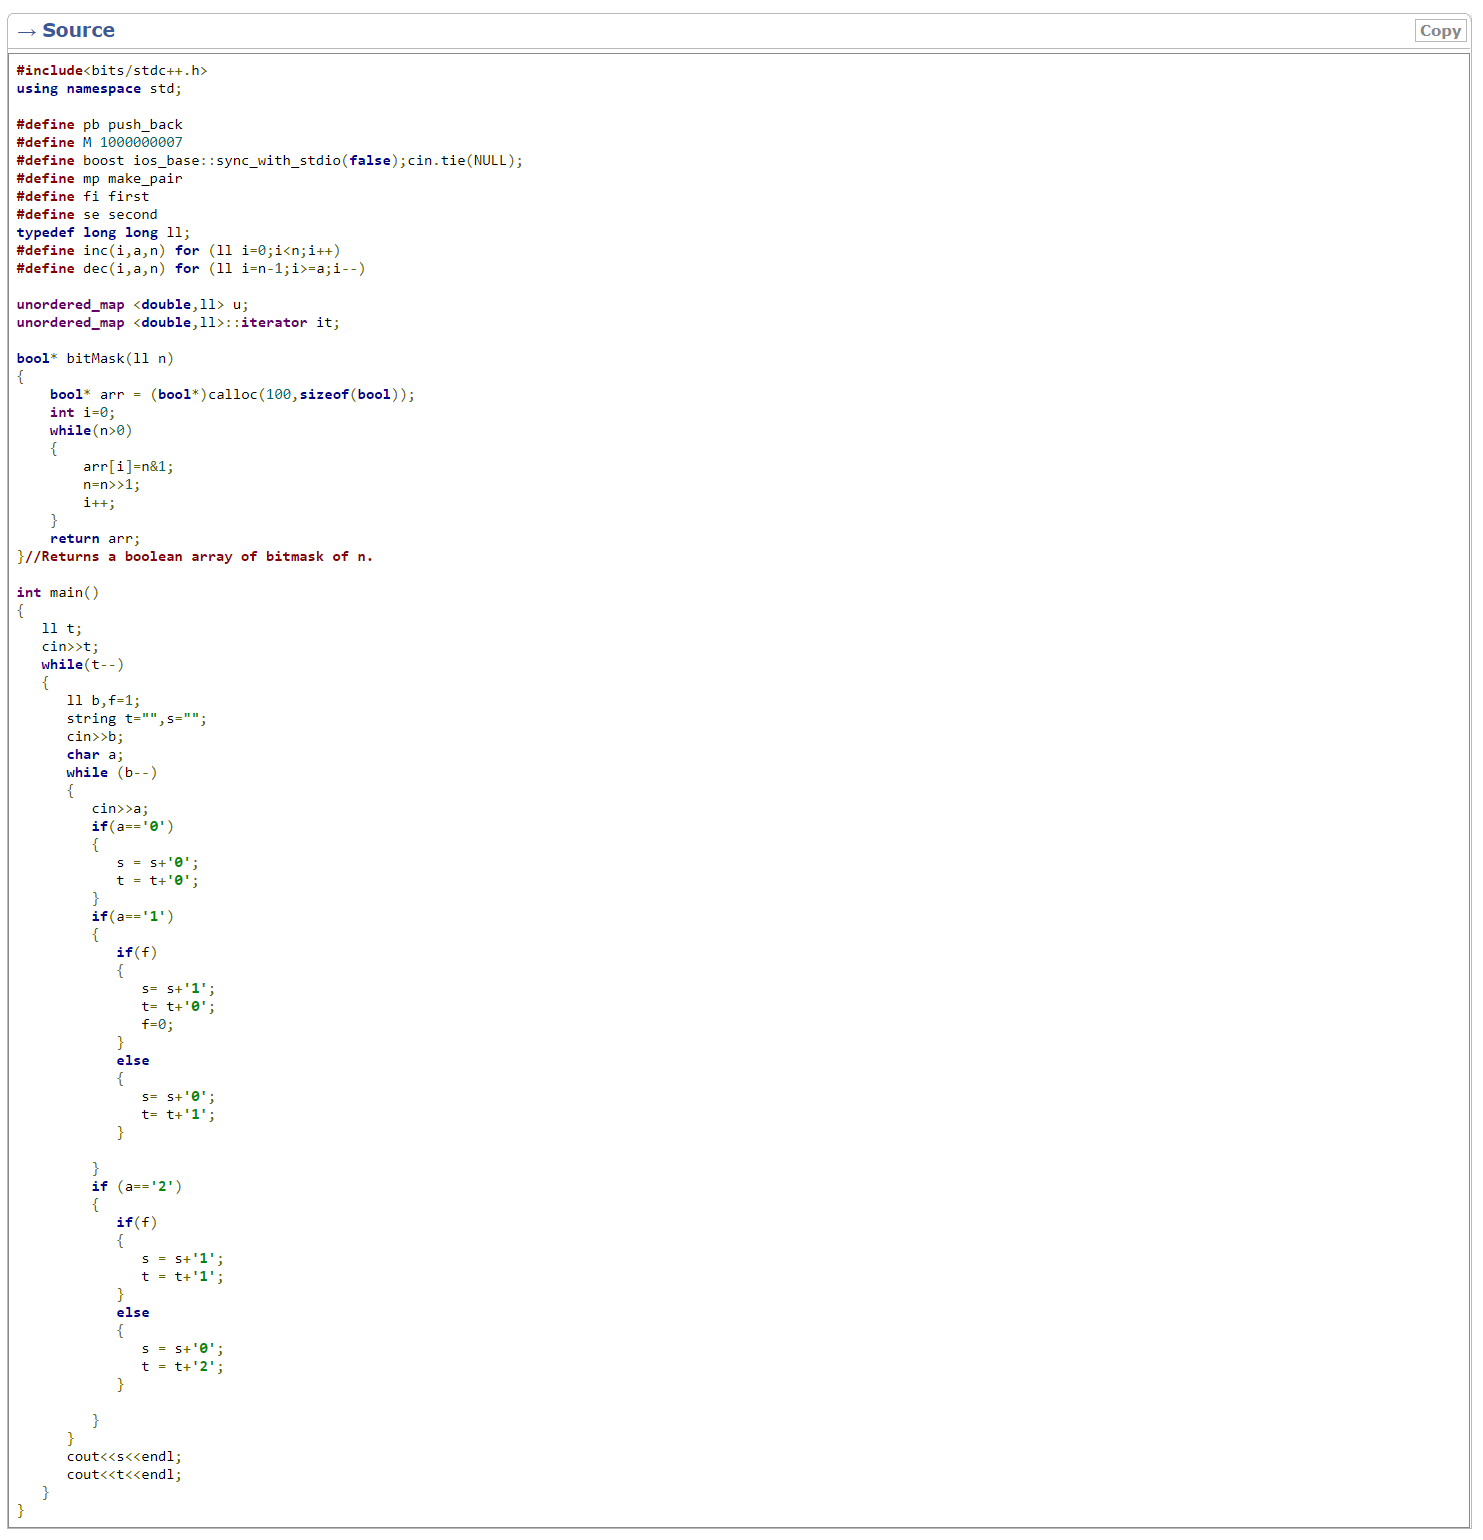 → Source
Copy
#include<bits/stdc++.h>
using namespace std;
#define pb push_back
#define M 1000000007
#define boost ios_base::sync_with_stdio(false);cin.tie(NULL);
#define mp make_pair
#define fi first
#define se second
typedef long long ll;
#define inc(i,a,n) for (ll i=0;i<n;i++)
#define dec(i,a,n) for (ll i=n-1;i>=a;i--)
unordered_map <double,ll> u;
unordered_map <double,ll>::iterator it;
bool* bitMask(ll n)
{
    bool* arr = (bool*)calloc(100,sizeof(bool));
    int i=0;
    while(n>0)
    {
        arr[i]=n&1;
        n=n>>1;
        i++;
    }
    return arr;
}//Returns a boolean array of bitmask of n.
int main()
{
   ll t;
   cin>>t;
   while(t--)
   {
      ll b,f=1;
      string t="",s="";
      cin>>b;
      char a;
      while (b--)
      {
         cin>>a;
         if(a=='0')
         {
            s = s+'0';
            t = t+'0';
         }
         if(a=='1')
         {
            if(f)
            {
               s= s+'1';
               t= t+'0';
               f=0;
            }
            else
            {
               s= s+'0';
               t= t+'1';
            }
         }
         if (a=='2')
         {
            if(f)
            {
               s = s+'1';
               t = t+'1';
            }
            else
            {
               s = s+'0';
               t = t+'2';
            }
         }
      }
      cout<<s<<endl;
      cout<<t<<endl;
   }
}